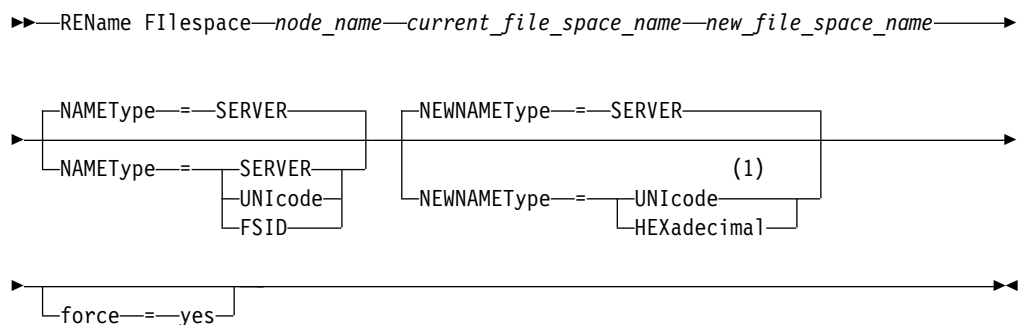 REName FIlespace node_name current_file_space_name new_file_space_name
NAMEType = SERVER NEWNAMEType = SERVER
NAMEType = SERVER (1)
UNIcode NEWNAMEType = UNIcode
FSID HEXadecimal
force = yes